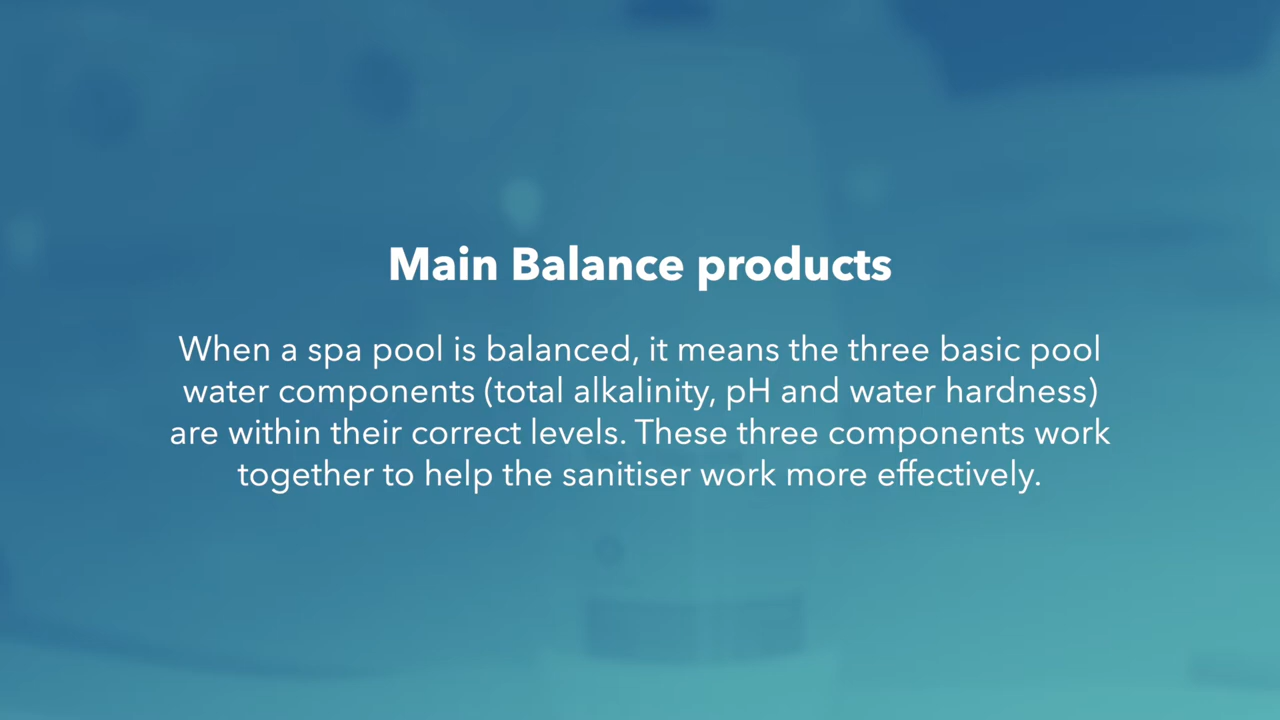 Main Balance products
When a spa pool is balanced, it means the three basic pool
water components (total alkalinity, pH and water hardness)
are within their correct levels. These three components work
together to help the sanitiser work more effectively.